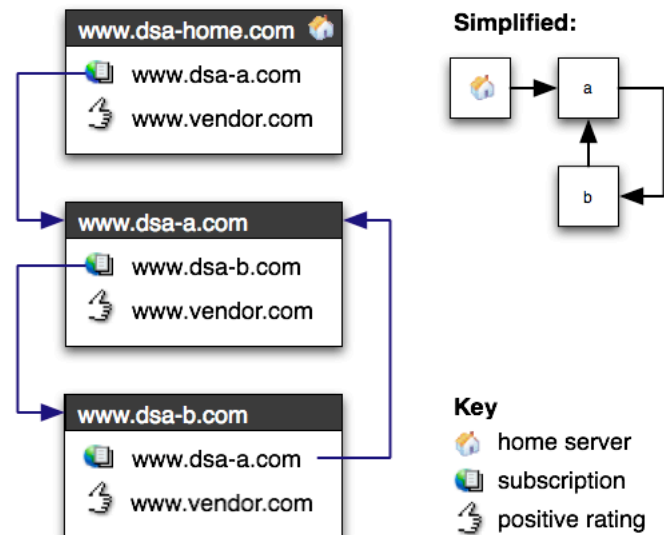 www.dsa-home.com
www.dsa-a.com
www.vendor.com
www.dsa-a.com
www.dsa-b.com
www.vendor.com
www.dsa-b.com
www.dsa-a.com
www.vendor.com
Simplified:
a
b
Key
home server
subscription
positive rating